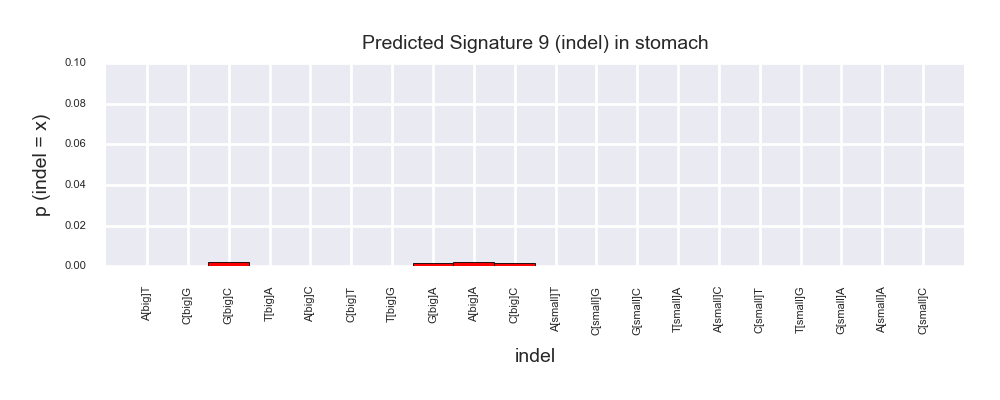 Predicted Signature 9 (indel) in stomach
p (indel = x)
0.10
0.08
0.06
0.04
0.02
0.00
A[big]T
C[big]G
G[big]C
T[big]A
A[big]C
C[big]T
T[big]G
G[big]A
A[big]A
C[big]C
A[small]T
C[small]G
G[small]C
T[small]A
A[small]C
C[small]T
T[small]G
G[small]A
A[small]A
C[small]C
indel